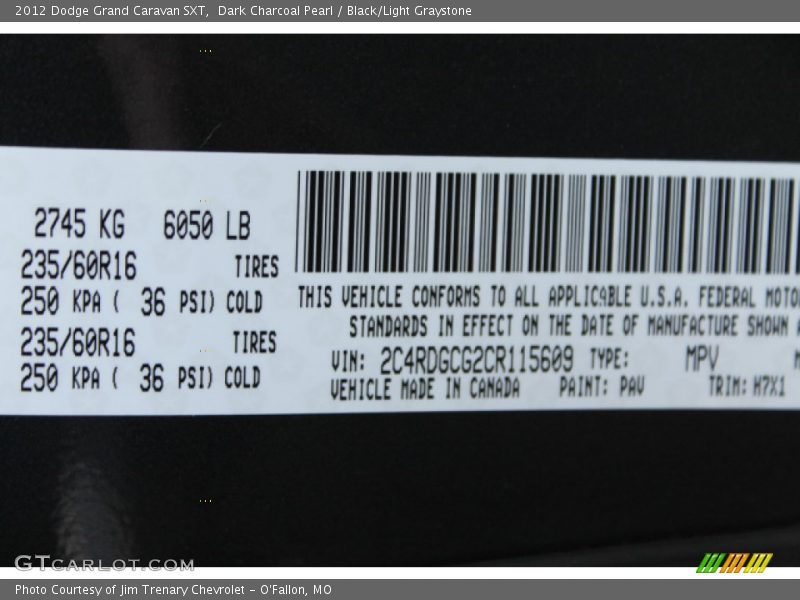 2012 Dodge Grand Caravan SXT,  Dark Charcoal Pearl / Black/Light Graystone
2745 KG 6050 LB
235/60R16 TIRES
250 KPA ( 36 PSI) COLD
235/60R16 TIRES
250 KPA ( 36 PSI) COLD
THIS VEHICLE CONFORMS TO ALL APPLICABLE U.S.A. FEDERAL MOTO
STANDARDS IN EFFECT ON THE DATE OF MANUFACTURE SHOWN A
VIN: 2C4RDGCG2CR115609 TYPE: MPV
VEHICLE MADE IN CANADA PAINT: PAU TRIM: H7X1
GTCARLOT.COM
Photo Courtesy of Jim Trenary Chevrolet - O'Fallon, MO